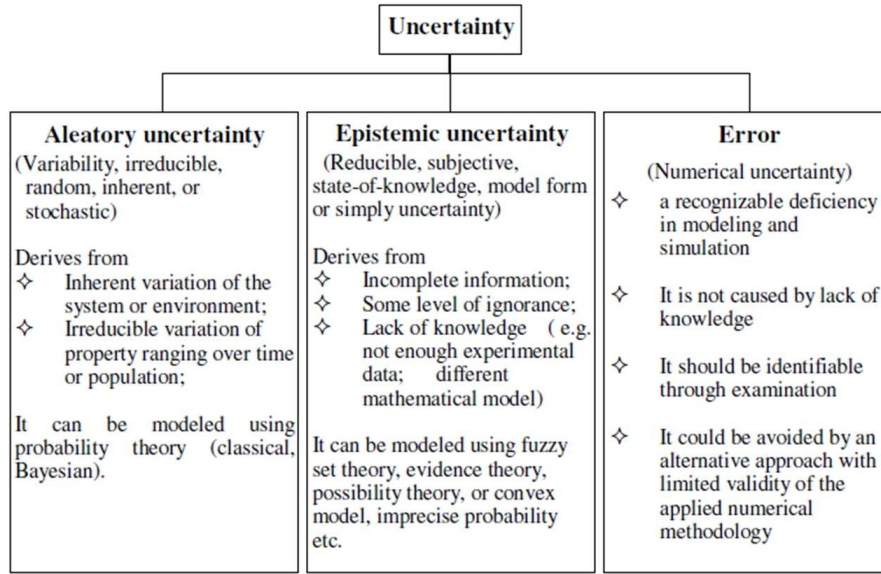 Uncertainty
Aleatory uncertainty
(Variability, irreducible,
random, inherent, or
stochastic)
Derives from
✧ Inherent variation of the
system or environment;
✧ Irreducible variation of
property ranging over time
or population;
It can be modeled using
probability theory (classical,
Bayesian).
Epistemic uncertainty
(Reducible, subjective,
state-of-knowledge, model form
or simply uncertainty)
Derives from
✧ Incomplete information;
✧ Some level of ignorance;
✧ Lack of knowledge ( e.g.
not enough experimental
data; different
mathematical model)
It can be modeled using fuzzy
set theory, evidence theory,
possibility theory, or convex
model, imprecise probability
etc.
Error
(Numerical uncertainty)
✧ a recognizable deficiency
in modeling and
simulation
✧ It is not caused by lack of
knowledge
✧ It should be identifiable
through examination
✧ It could be avoided by an
alternative approach with
limited validity of the
applied numerical
methodology